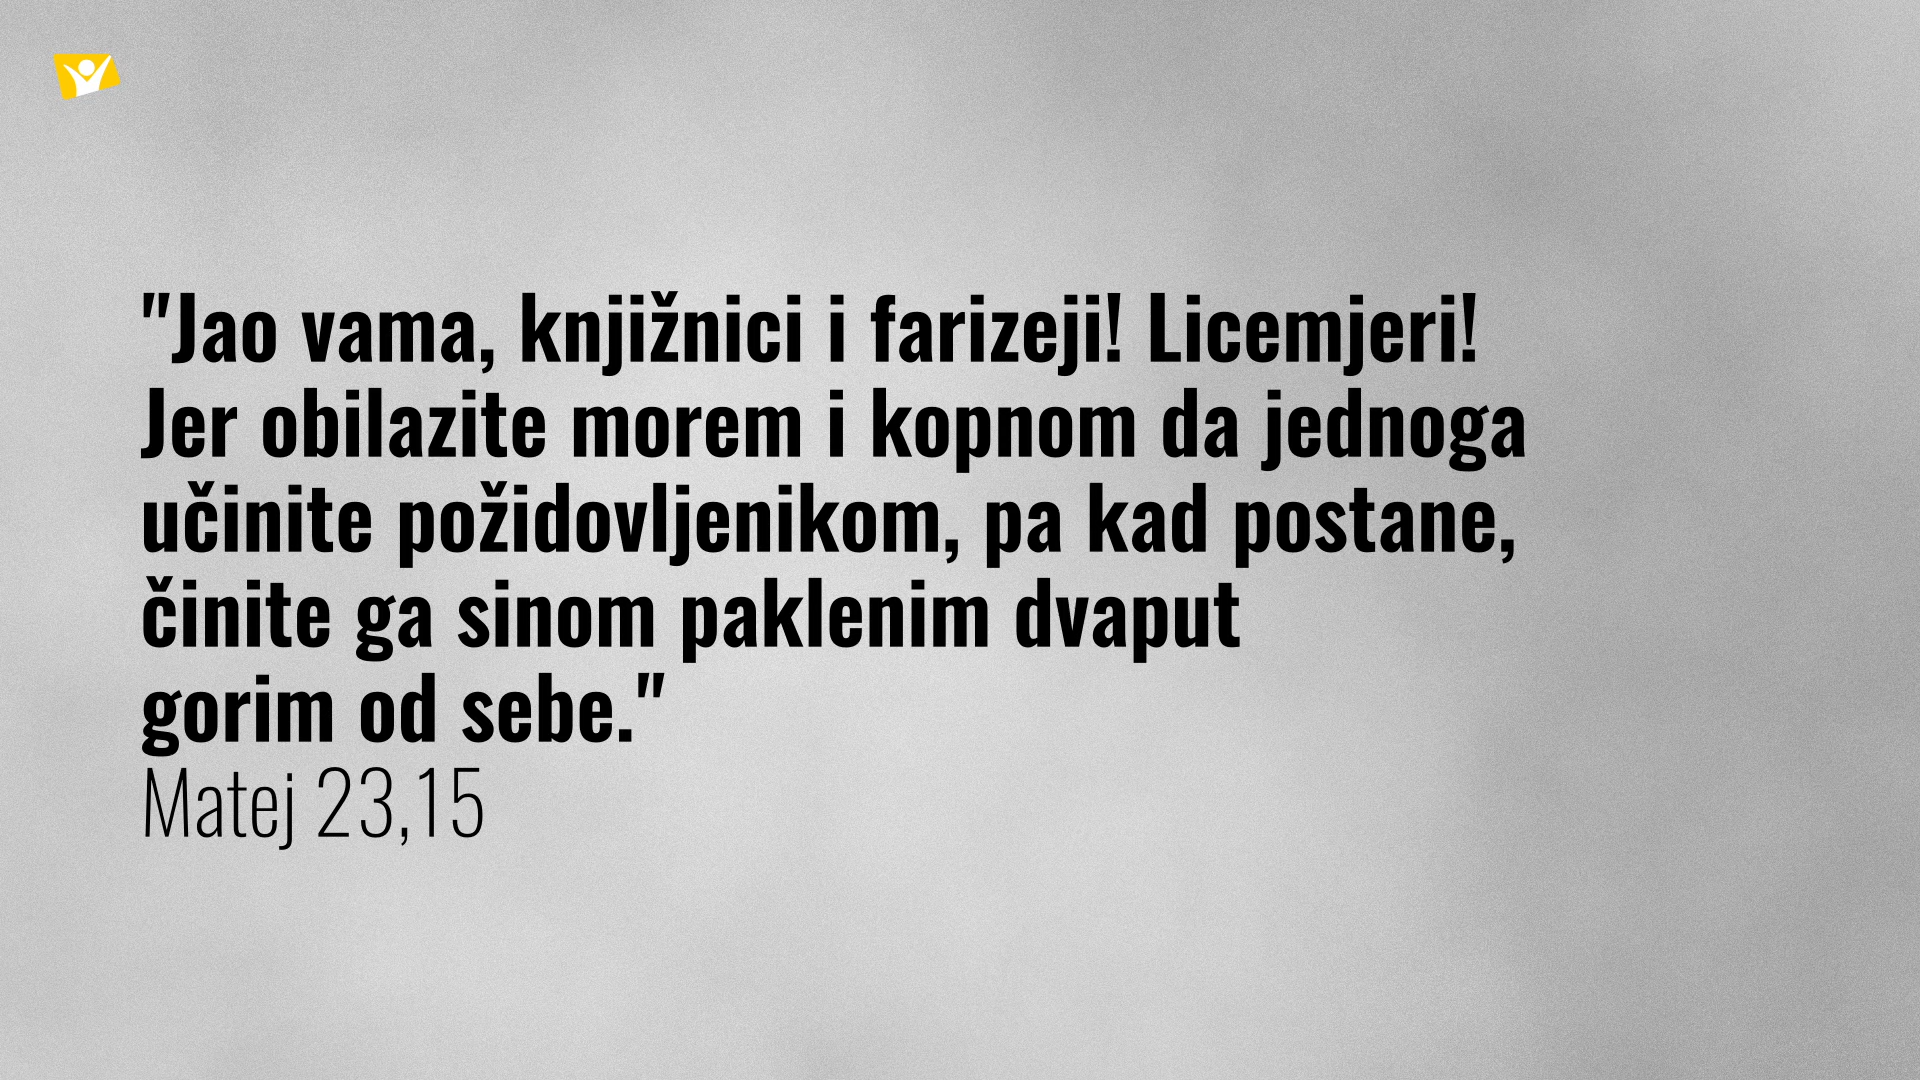 "Jao vama, knjižnici i farizeji! Licemjeri!
Jer obilazite morem i kopnom da jednoga
učinite požidovljenikom, pa kad postane,
činite ga sinom paklenim dvaput
gorim od sebe."
Matej 23,15